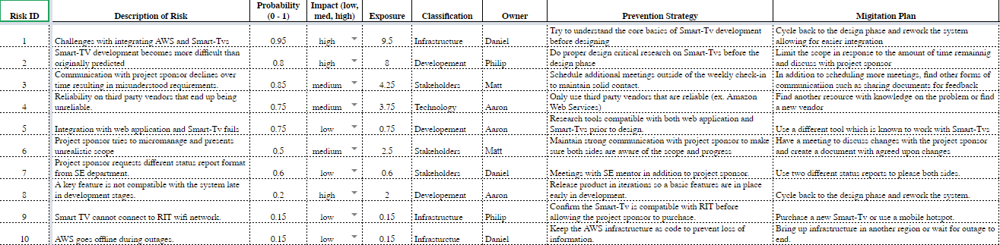 Risk ID Description of Risk Probability (0 - 1) Impact (low, med, high) Exposure Classification Owner Prevention Strategy Migitation Plan
1 Challenges with integrating AWS and Smart-Tvs 0.95 high 9.5 Infrastructure Daniel Try to understand the core basics of Smart-Tv development before designing Cycle back to the design phase and rework the system allowing for easier integration
2 Smart-TV development becomes more difficult than originally predicted 0.8 high 8 Developement Philip Do proper design critical research on Smart-Tvs before the design phase Limit the scope in response to the amount of time remainnig and discuss with project sponsor
3 Communication with project sponsor declines over time resulting in misunderstood requirements. 0.85 medium 4.25 Stakeholders Matt Schedule additional meetings outside of the weekly check-in to maintain solid contact. In addition to scheduling more meetings, find other forms of communicatiion such as sharing documents for feedback
4 Reliability on third party vendors that end up being unreliable. 0.75 medium 3.75 Technology Aaron Only use third party vendors that are reliable (ex. Amazon Web Services) Find another resource with knowledge on the problem or find a new vendor
5 Integration with web application and Smart-Tv fails 0.75 low 0.75 Developement Aaron Research tools compatible with both web application and Smart-Tvs prior to design. Use a different tool which is known to work with Smart-Tvs
6 Project sponsor tries to micromanage and presents unrealistic scope 0.5 medium 2.5 Stakeholders Matt Maintain strong communication with project sponsor to make sure both sides are aware of the scope and progress Have a meeting to discuss changes with the project sponsor and create a document with agreed upon changes
7 Project sponsor requests different status report format from SE department. 0.6 low 0.6 Stakeholders Daniel Meetings with SE mentor in addition to project sponsor. Use two different status reports to please both sides.
8 A key feature is not compatible with the system late in development stages. 0.2 high 2 Developement Aaron Release product in iterations so a basic features are in place early in development. Cycle back to the design phase and rework the system.
9 Smart TV cannot connect to RIT wifi network. 0.15 low 0.15 Infrastructure Philip Confirm the Smart-Tv is compatible with RIT before allowing the project sponsor to purchase. Purchase a new Smart-Tv or use a mobile hotspot.
10 AWS goes offline during outages. 0.15 low 0.15 Infrasturctue Daniel Keep the AWS infrastructure as code to prevent loss of information. Bring up infrastructure in another region or wait for outage to end.